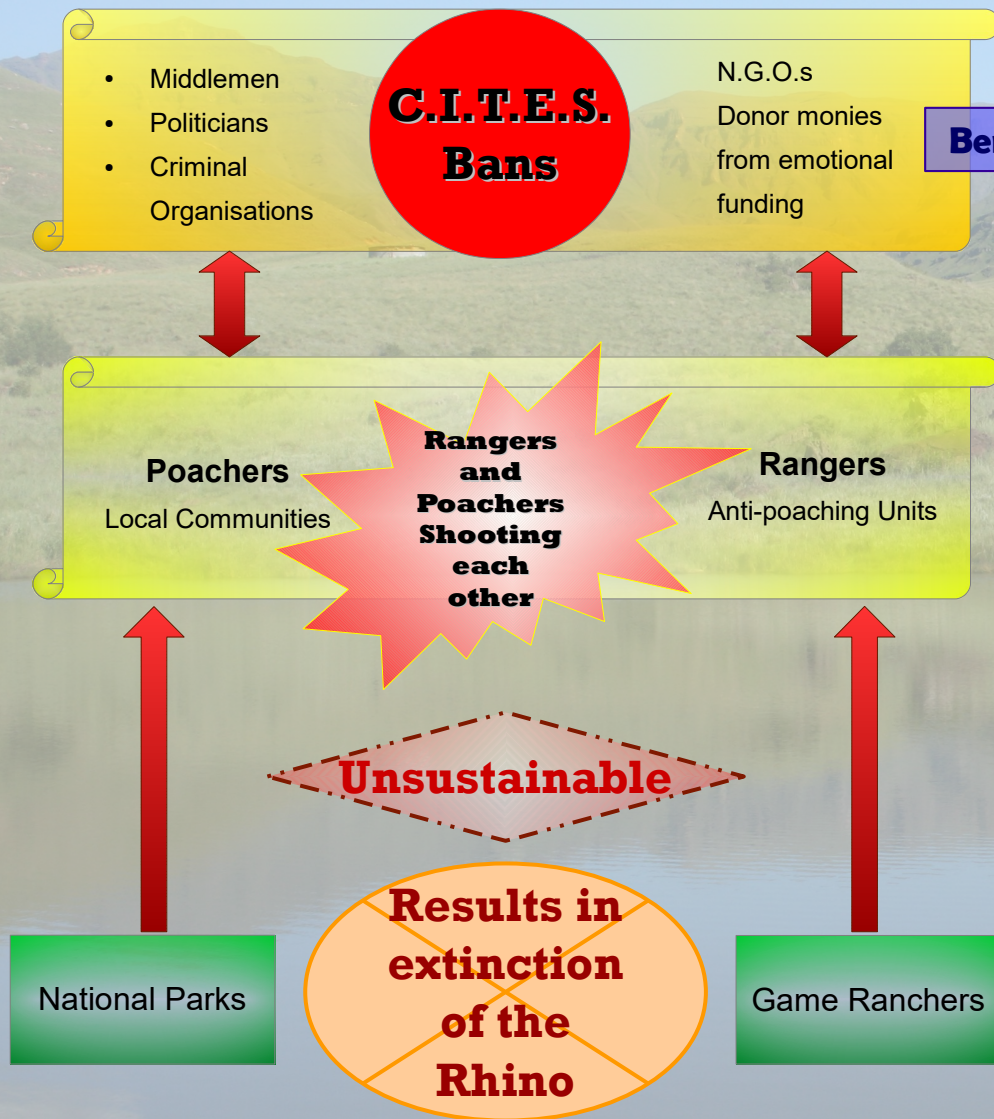 • Middlemen
• Politicians
• Criminal
Organisations
C.I.T.E.S.
Bans
N.G.O.s
Donor monies
from emotional
funding
Poachers
Local Communities
Rangers
and
Poachers
Shooting
each
other
Rangers
Anti-poaching Units
Unsustainable
National Parks
Results in
extinction
of the
Rhino
Game Ranchers